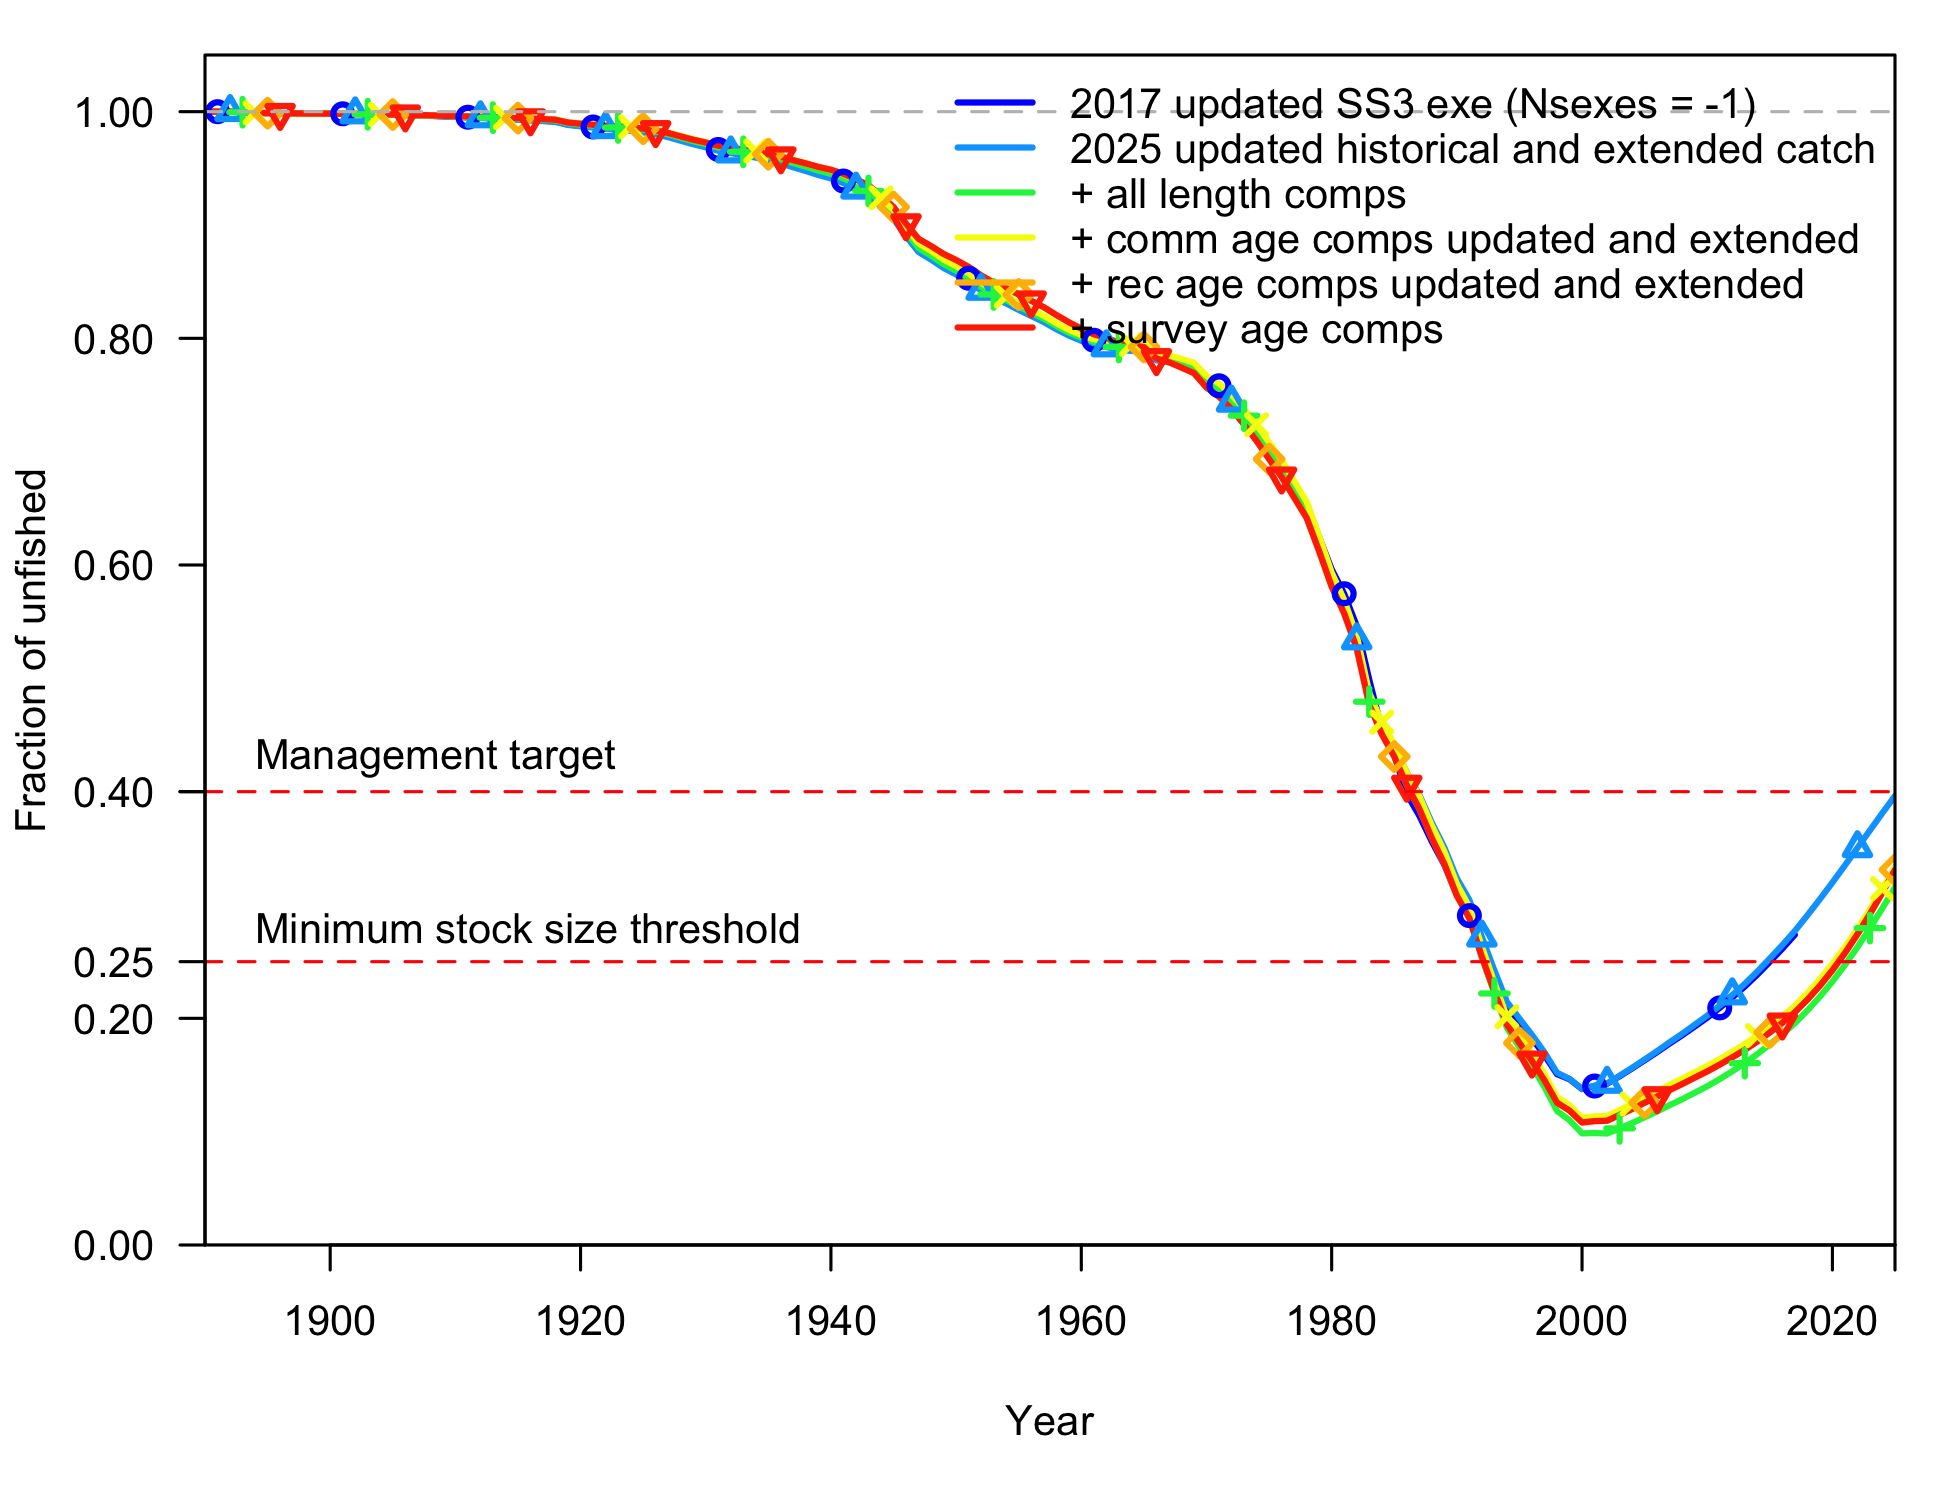 1.00
0.80
0.60
0.40
0.25
0.20
0.00
Fraction of unfished
2017 updated SS3 exe (Nsexes = -1)
2025 updated historical and extended catch
+ all length comps
+ comm age comps updated and extended
+ rec age comps updated and extended
+ survey age comps
Management target
Minimum stock size threshold
1900 1920 1940 1960 1980 2000 2020
Year